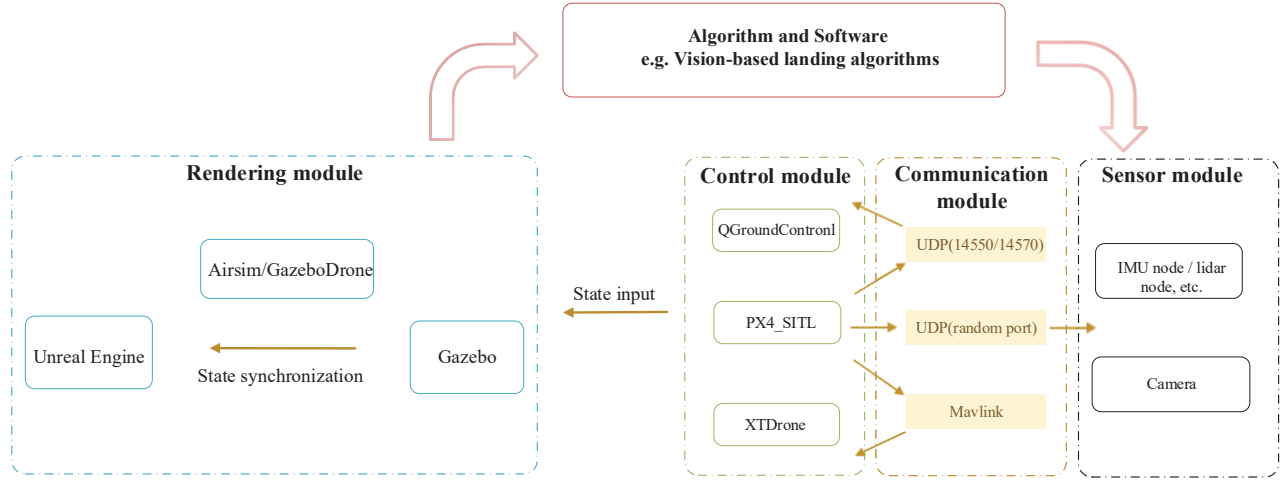 Algorithm and Software
e.g. Vision-based landing algorithms
Rendering module
Airsim/GazeboDrone
Unreal Engine
State synchronization
Gazebo
State input
Control module
QGroundContronl
PX4_SITL
XTDrone
Communication
module
UDP(14550/14570)
UDP(random port)
Mavlink
Sensor module
IMU node / lidar
node, etc.
Camera